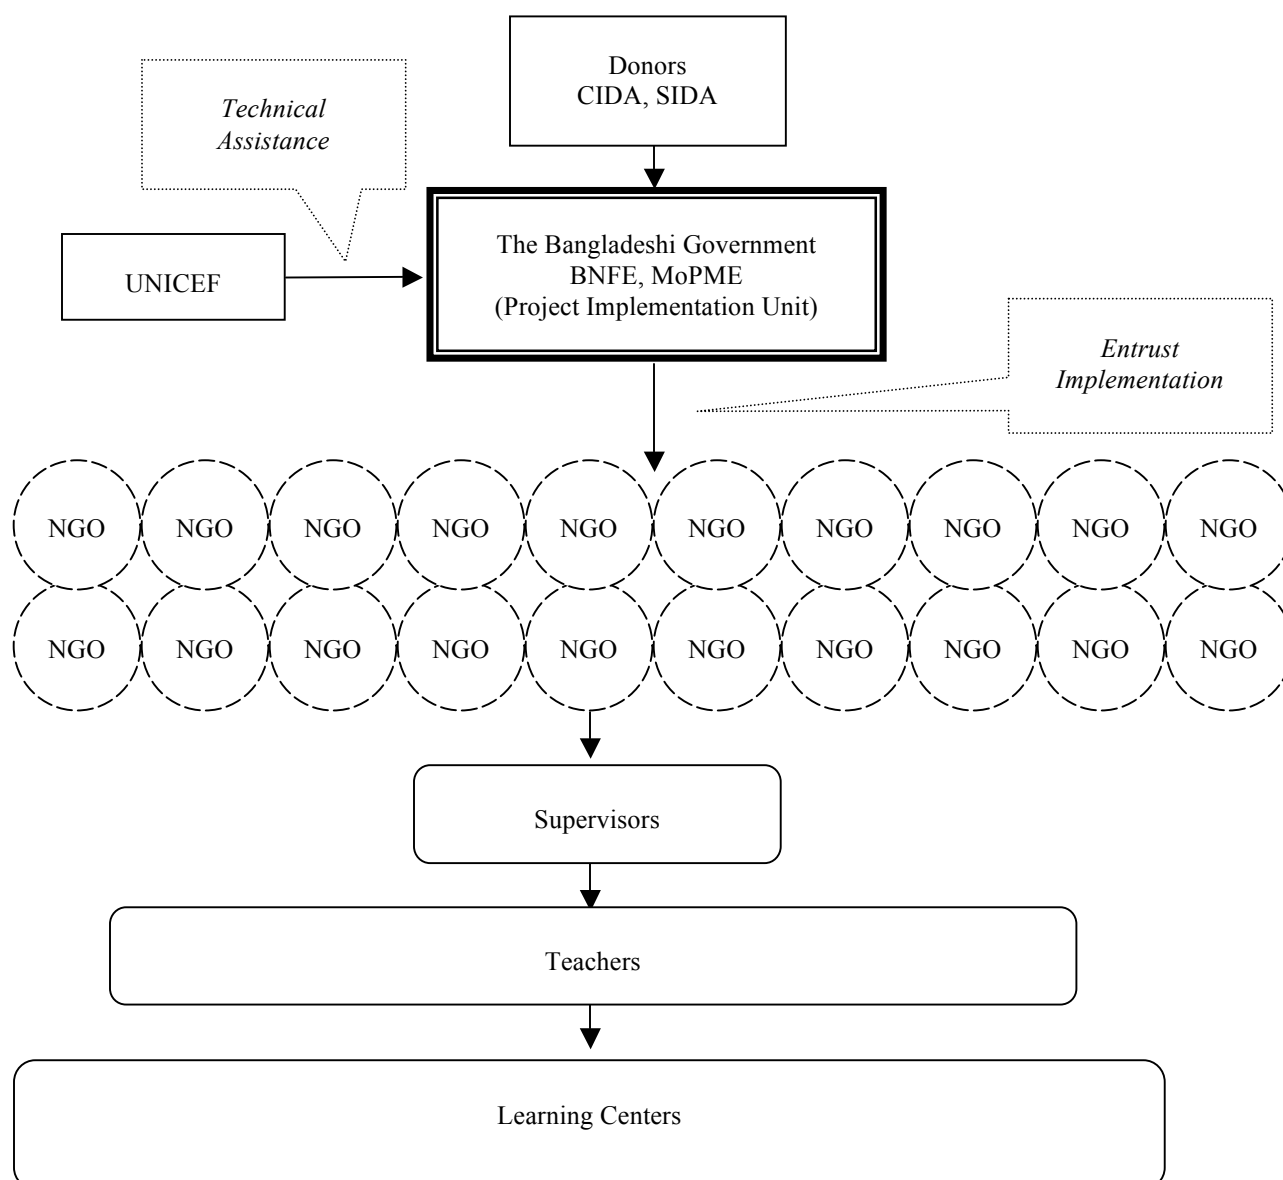 Donors
CIDA, SIDA
Technical
Assistance
The Bangladeshi Government
BNFE, MoPME
(Project Implementation Unit)
UNICEF
Entrust
Implementation
NGO NGO NGO NGO NGO NGO NGO NGO NGO NGO
NGO NGO NGO NGO NGO NGO NGO NGO NGO NGO
Supervisors
Teachers
Learning Centers